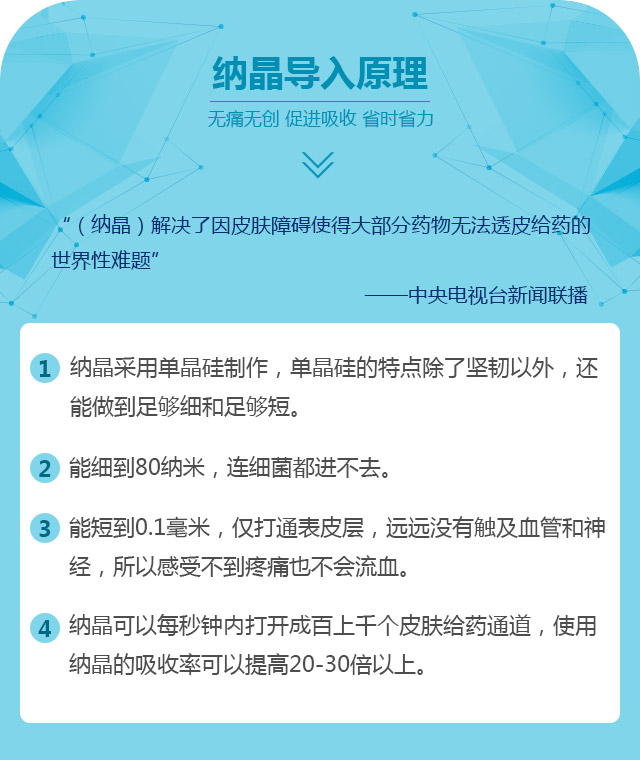 纳晶导入原理
无痛无创 促进吸收 省时省力
“（纳晶）解决了因皮肤障碍使得大部分药物无法透皮给药的
世界性难题”
——中央电视台新闻联播
1 纳晶采用单晶硅制作，单晶硅的特点除了坚韧以外，还
能做到足够细和足够短。
2 能细到80纳米，连细菌都进不去。
3 能短到0.1毫米，仅打通表皮层，远远没有触及血管和神
经，所以感受不到疼痛也不会流血。
4 纳晶可以每秒钟内打开成百上千个皮肤给药通道，使用
纳晶的吸收率可以提高20-30倍以上。